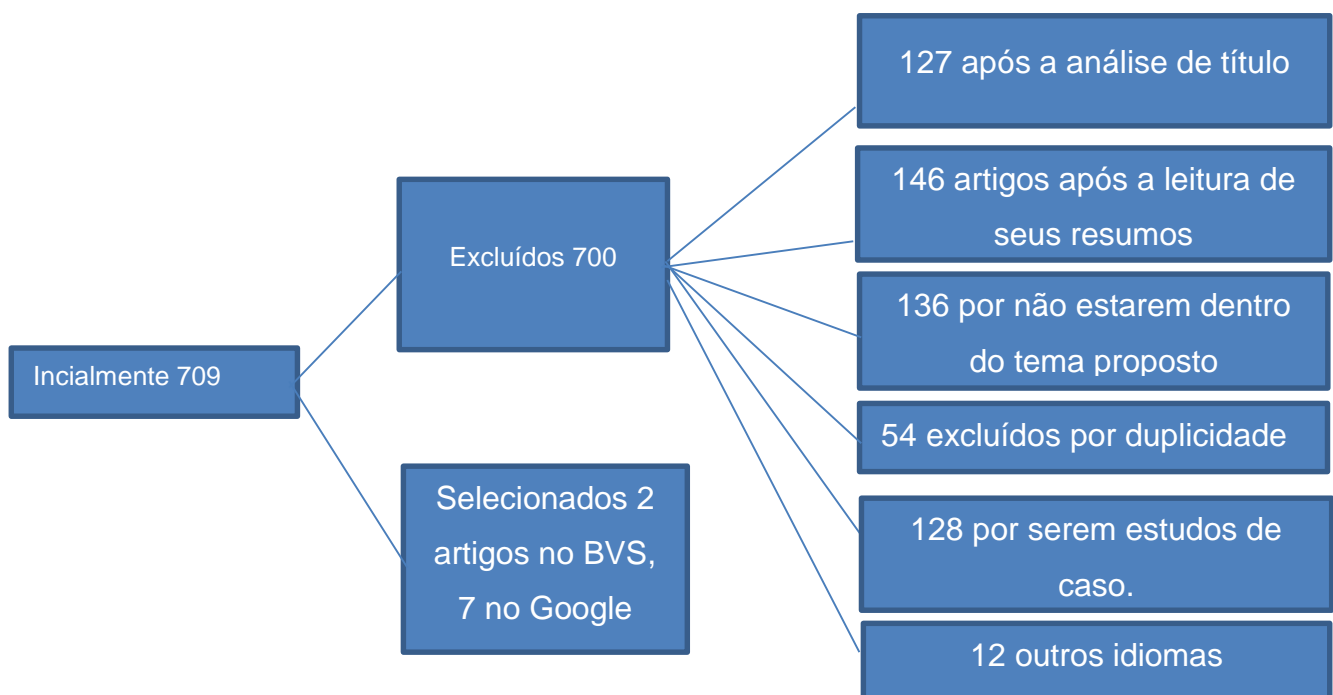 Incialmente 709
Excluídos 700
Selecionados 2
artigos no BVS,
7 no Google
127 após a análise de título
146 artigos após a leitura de
seus resumos
136 por não estarem dentro
do tema proposto
54 excluídos por duplicidade
128 por serem estudos de
caso.
12 outros idiomas